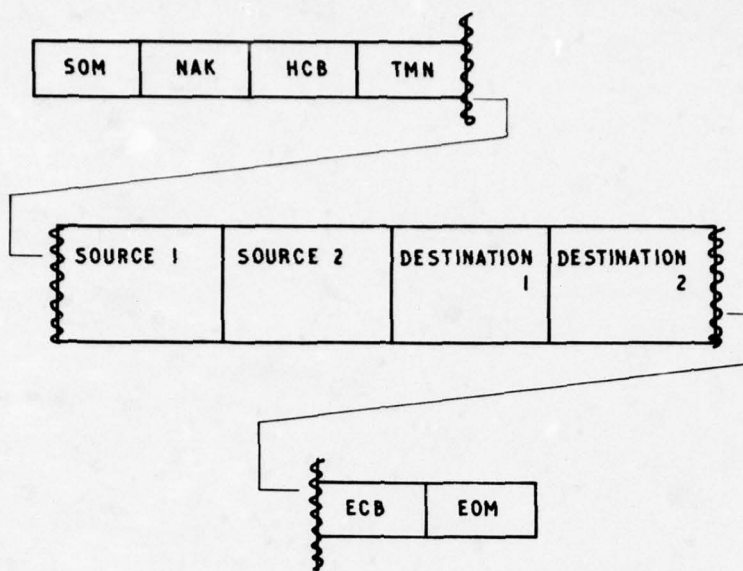 SOM NAK HCB TMN
SOURCE 1 SOURCE 2 DESTINATION 1 DESTINATION 2
ECB EOM